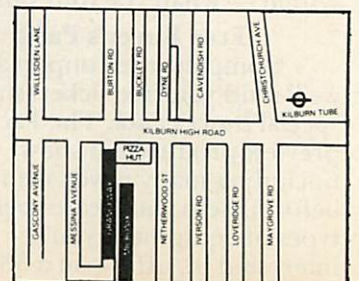 WILLESDEN LANE
BURTON RD
BUCKLEY RD
DYNE RD
CAVENDISH RD
CHRISTCHURCH AVE
KILBURN TUBE
KILBURN HIGH ROAD
GASCONY AVENUE
MESSINA AVENUE
GRANGEWAY
PIZZA
HUT
NETHERWOOD ST
IVERSON RD
LOVERIDGE RD
MAYGROVE RD